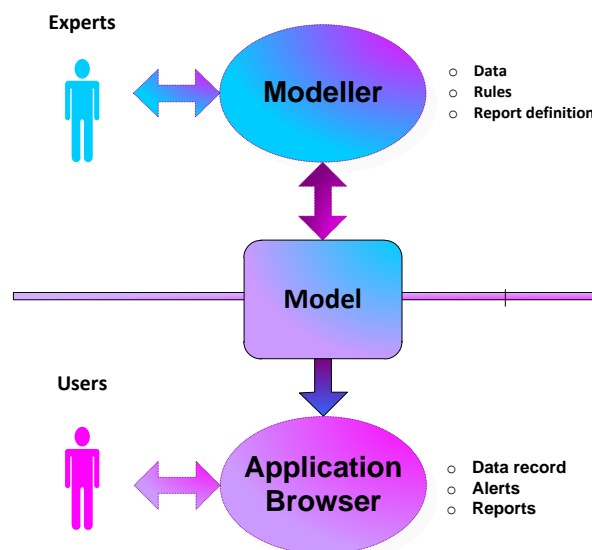 Experts
Modeller
Data
Rules
Report definition
Model
Users
Application
Browser
Data record
Alerts
Reports